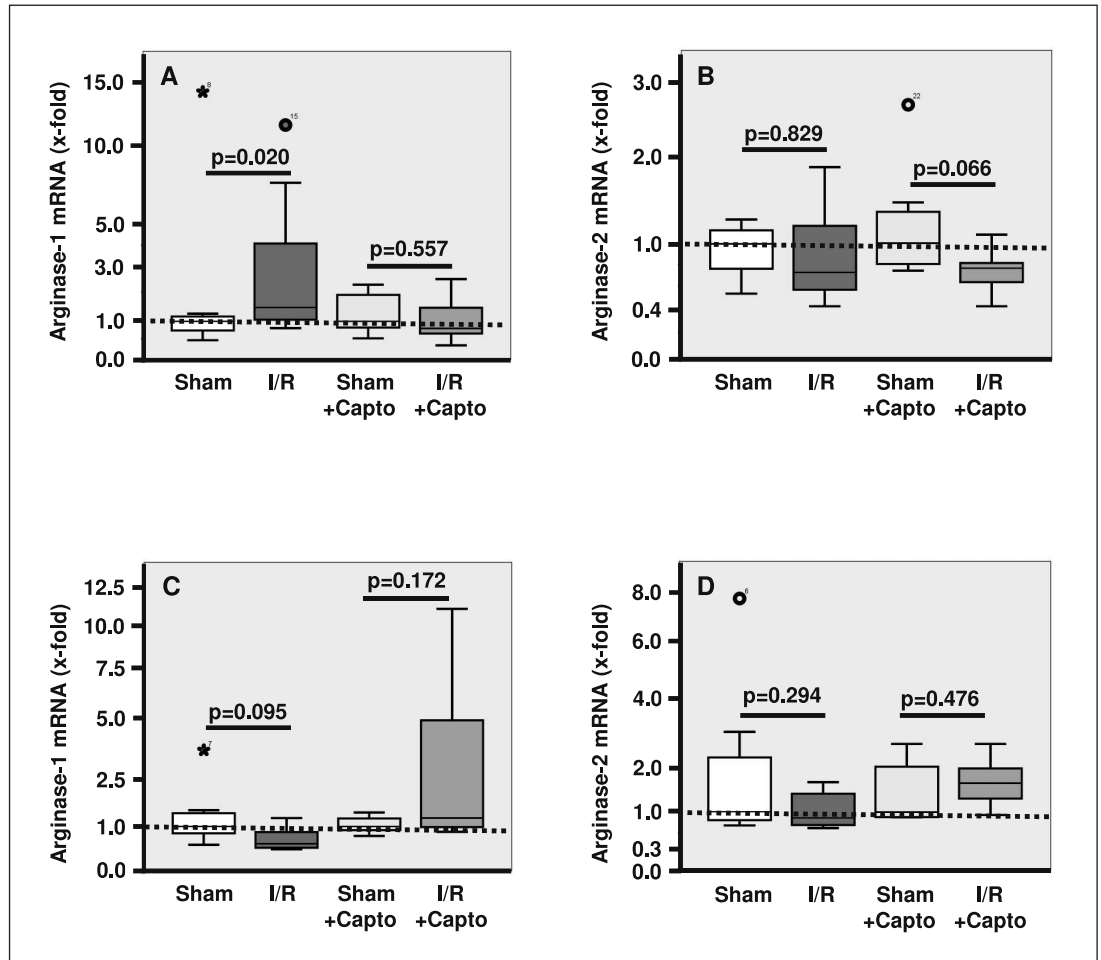 A
Arginase-1 mRNA (x-fold)
15.0
10.0
5.0
3.0
1.0
0.0
8
15
p=0.020
p=0.557
Sham I/R Sham I/R
+Capto +Capto
B
Arginase-2 mRNA (x-fold)
3.0
2.0
1.0
0.4
0.0
22
p=0.829
p=0.066
Sham I/R Sham I/R
+Capto +Capto
C
Arginase-1 mRNA (x-fold)
12.5
10.0
7.5
5.0
2.5
1.0
0.0
p=0.172
p=0.095
7
Sham I/R Sham I/R
+Capto +Capto
D
Arginase-2 mRNA (x-fold)
8.0
6.0
4.0
2.0
1.0
0.3
0.0
6
p=0.294
p=0.476
Sham I/R Sham I/R
+Capto +Capto